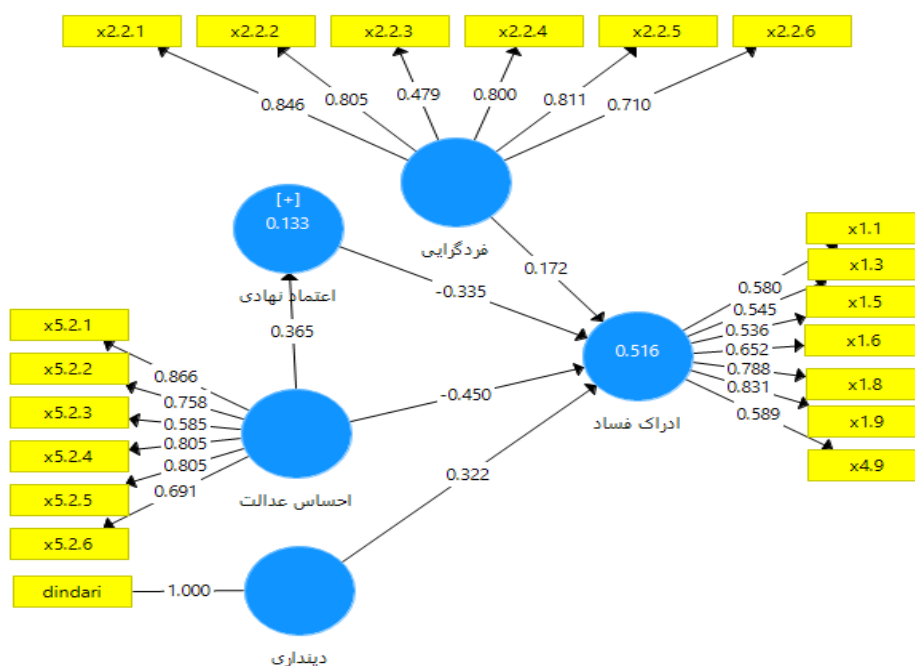 x2.2.1 x2.2.2 x2.2.3 x2.2.4 x2.2.5 x2.2.6
0.846 0.805 0.479 0.800 0.811 0.710
فردگرایی
[+]
0.133
اعتماد نهادی
0.172
-0.335
0.365
x5.2.1
x5.2.2
x5.2.3
x5.2.4
x5.2.5
x5.2.6
0.866
0.758
0.585
0.805
0.805
0.691
احساس عدالت
-0.450
0.322
0.516
ادراک فساد
0.580
0.545
0.536
0.652
0.788
0.831
0.589
x1.1
x1.3
x1.5
x1.6
x1.8
x1.9
x4.9
dindari
1.000
دینداری